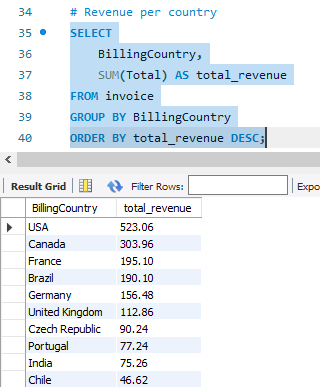 34 # Revenue per country
35 SELECT
36 BillingCountry,
37 SUM(Total) AS total_revenue
38 FROM invoice
39 GROUP BY BillingCountry
40 ORDER BY total_revenue DESC;
Result Grid Filter Rows: Expo
BillingCountry total_revenue
USA 523.06
Canada 303.96
France 195.10
Brazil 190.10
Germany 156.48
United Kingdom 112.86
Czech Republic 90.24
Portugal 77.24
India 75.26
Chile 46.62